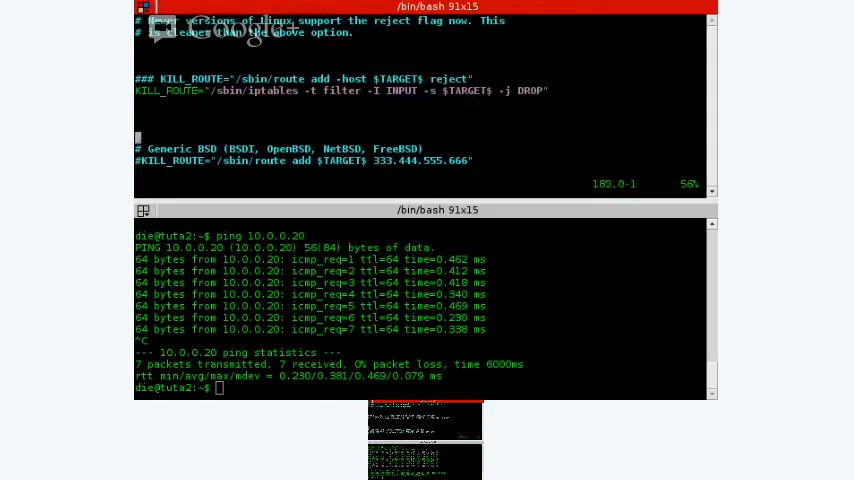 /bin/bash 91x15
# Newer versions of Linux support the reject flag now. This
# is cleaner than the above option.
Google+
### KILL_ROUTE="/sbin/route add -host $TARGET$ reject"
KILL_ROUTE="/sbin/iptables -t filter -I INPUT -s $TARGET$ -j DROP"
# Generic BSD (BSDI, OpenBSD, NetBSD, FreeBSD)
#KILL_ROUTE="/sbin/route add $TARGET$ 333.444.555.666"
182,0-1 56%
/bin/bash 91x15
die@tuta2:~$ ping 10.0.0.20
PING 10.0.0.20 (10.0.0.20) 56(84) bytes of data.
64 bytes from 10.0.0.20: icmp_req=1 ttl=64 time=0.462 ms
64 bytes from 10.0.0.20: icmp_req=2 ttl=64 time=0.412 ms
64 bytes from 10.0.0.20: icmp_req=3 ttl=64 time=0.418 ms
64 bytes from 10.0.0.20: icmp_req=4 ttl=64 time=0.340 ms
64 bytes from 10.0.0.20: icmp_req=5 ttl=64 time=0.469 ms
64 bytes from 10.0.0.20: icmp_req=6 ttl=64 time=0.230 ms
64 bytes from 10.0.0.20: icmp_req=7 ttl=64 time=0.338 ms
^C
--- 10.0.0.20 ping statistics ---
7 packets transmitted, 7 received, 0% packet loss, time 6000ms
rtt min/avg/max/mdev = 0.230/0.381/0.469/0.079 ms
die@tuta2:~$